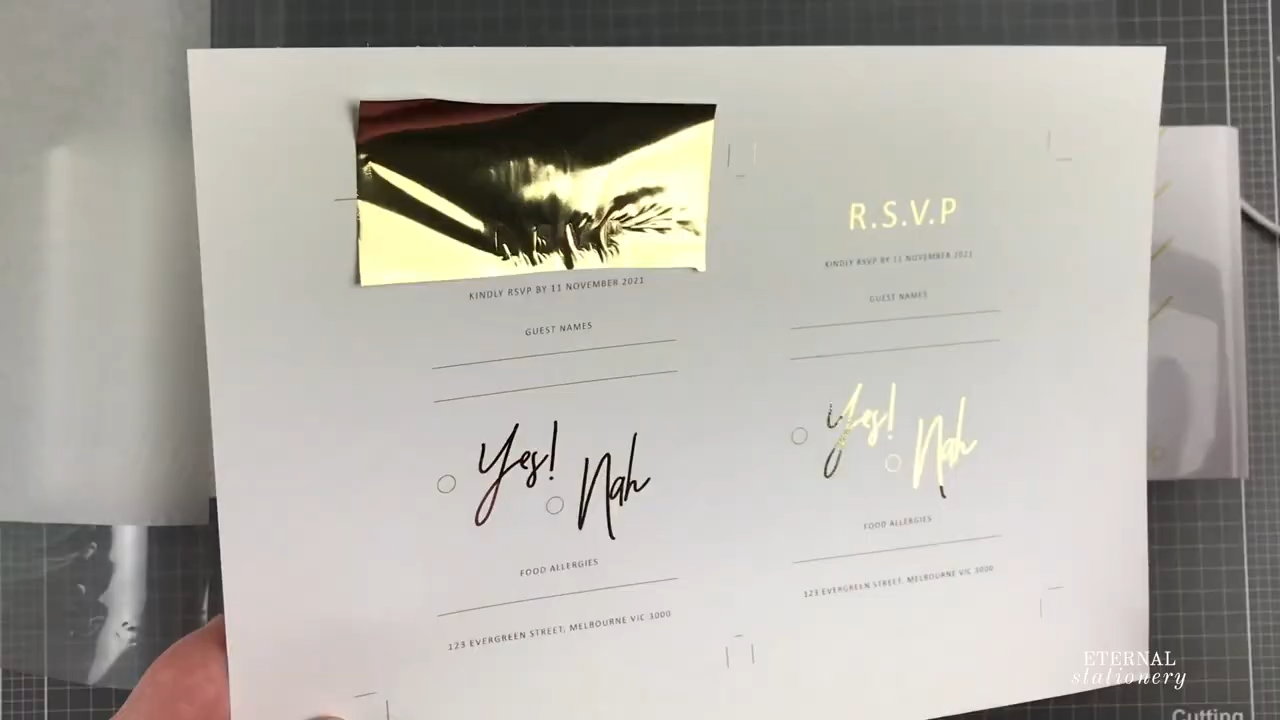 KINDLY RSVP BY 11 NOVEMBER 2021
GUEST NAMES
Yes!
Nah
FOOD ALLERGIES
123 EVERGREEN STREET, MELBOURNE VIC 3000
R.S.V.P
KINDLY RSVP BY 11 NOVEMBER 2021
GUEST NAMES
Yes!
Nah
FOOD ALLERGIES
123 EVERGREEN STREET, MELBOURNE VIC 3000
ETERNAL
stationery
Cutting